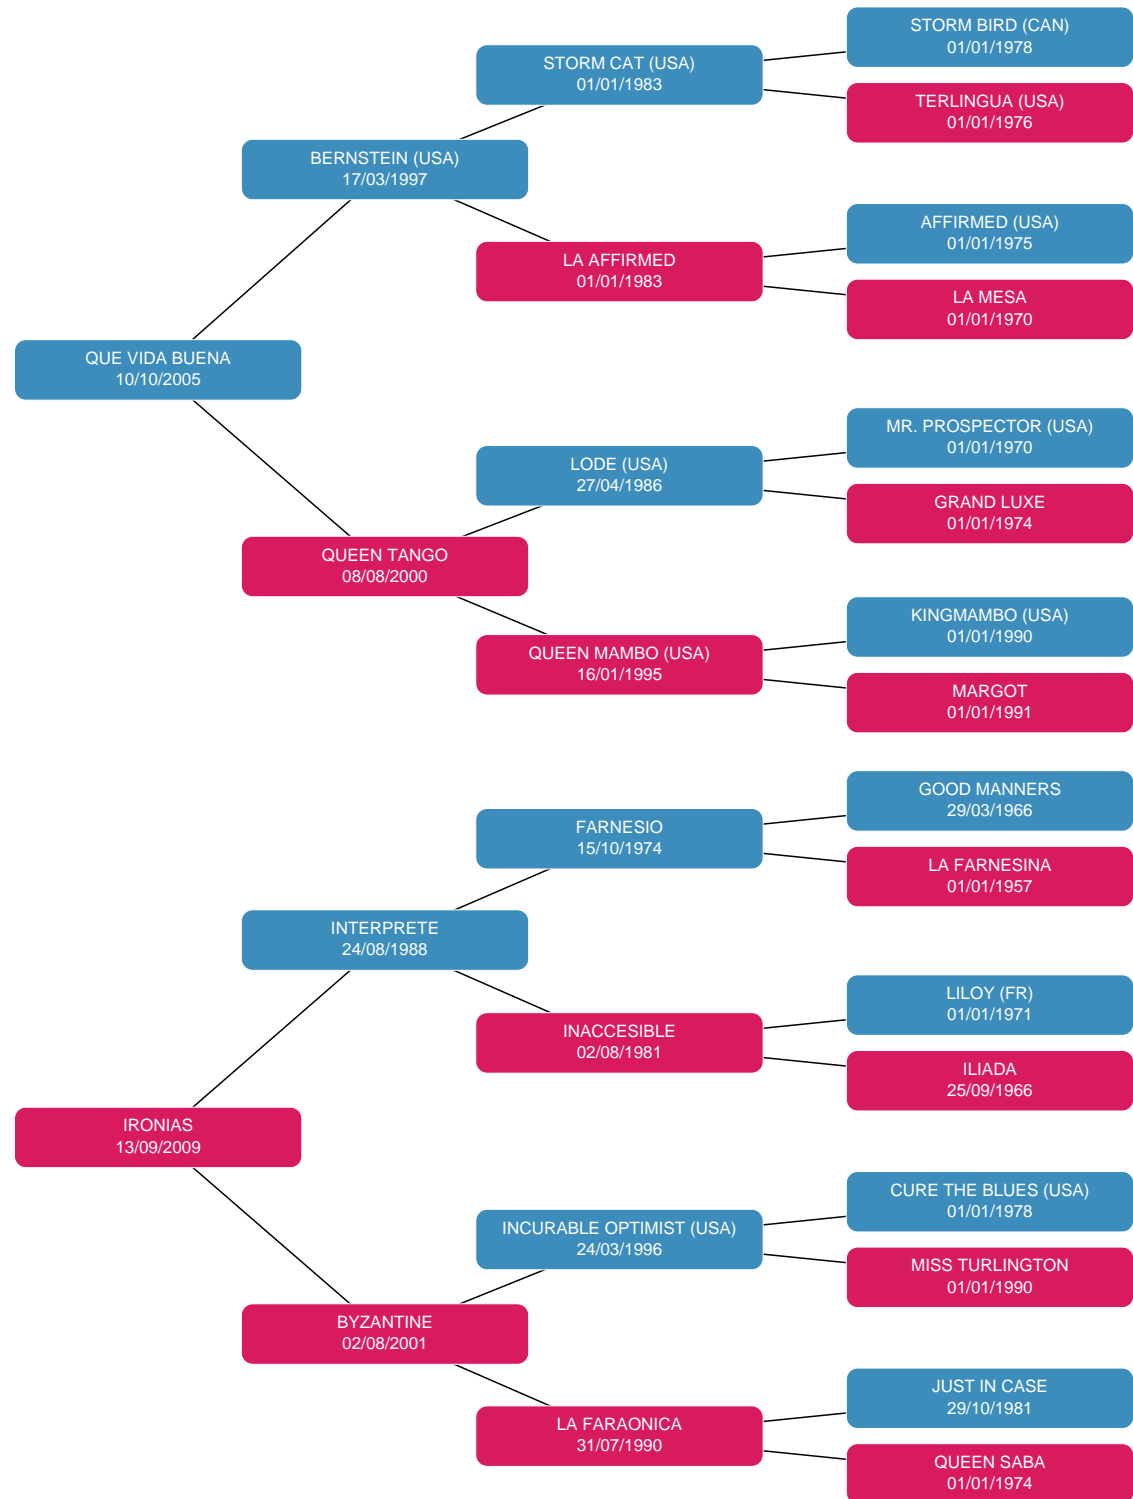 STORM BIRD (CAN)
01/01/1978
STORM CAT (USA)
01/01/1983
TERLINGUA (USA)
01/01/1976
BERNSTEIN (USA)
17/03/1997
AFFIRMED (USA)
01/01/1975
LA AFFIRMED
01/01/1983
LA MESA
01/01/1970
QUE VIDA BUENA
10/10/2005
MR. PROSPECTOR (USA)
01/01/1970
LODE (USA)
27/04/1986
GRAND LUXE
01/01/1974
QUEEN TANGO
08/08/2000
KINGMAMBO (USA)
01/01/1990
QUEEN MAMBO (USA)
16/01/1995
MARGOT
01/01/1991
GOOD MANNERS
29/03/1966
FARNESIO
15/10/1974
LA FARNESINA
01/01/1957
INTERPRETE
24/08/1988
LILOY (FR)
01/01/1971
INACCESIBLE
02/08/1981
ILIADA
25/09/1966
IRONIAS
13/09/2009
CURE THE BLUES (USA)
01/01/1978
INCURABLE OPTIMIST (USA)
24/03/1996
MISS TURLINGTON
01/01/1990
BYZANTINE
02/08/2001
JUST IN CASE
29/10/1981
LA FARAONICA
31/07/1990
QUEEN SABA
01/01/1974